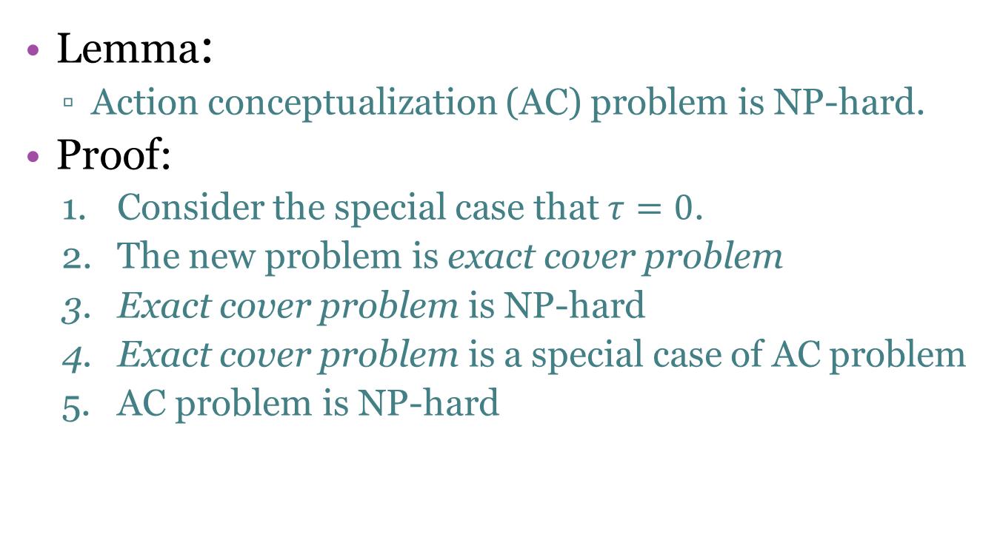 • Lemma:
▫ Action conceptualization (AC) problem is NP-hard.
• Proof:
1. Consider the special case that 𝜏 = 0.
2. The new problem is exact cover problem
3. Exact cover problem is NP-hard
4. Exact cover problem is a special case of AC problem
5. AC problem is NP-hard